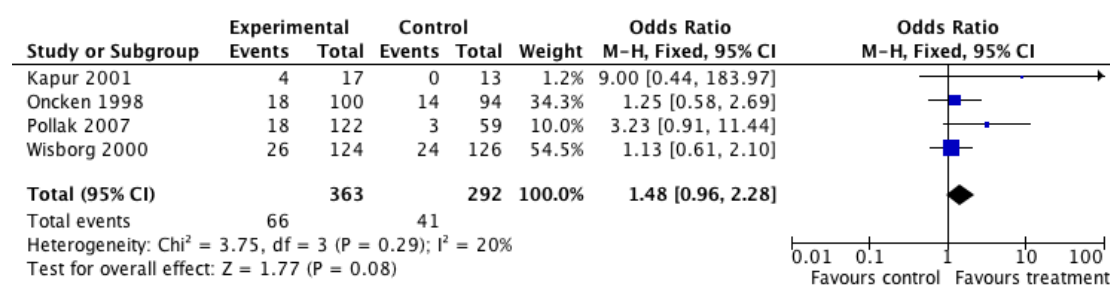 Experimental Control Odds Ratio Odds Ratio
Study or Subgroup Events Total Events Total Weight M-H, Fixed, 95% CI M-H, Fixed, 95% CI
Kapur 2001 4 17 0 13 1.2% 9.00 [0.44, 183.97]
Oncken 1998 18 100 14 94 34.3% 1.25 [0.58, 2.69]
Pollak 2007 18 122 3 59 10.0% 3.23 [0.91, 11.44]
Wisborg 2000 26 124 24 126 54.5% 1.13 [0.61, 2.10]
Total (95% CI) 363 292 100.0% 1.48 [0.96, 2.28]
Total events 66 41
Heterogeneity: Chi² = 3.75, df = 3 (P = 0.29); I² = 20%
Test for overall effect: Z = 1.77 (P = 0.08)
0.01 0.1 1 10 100
Favours control Favours treatment